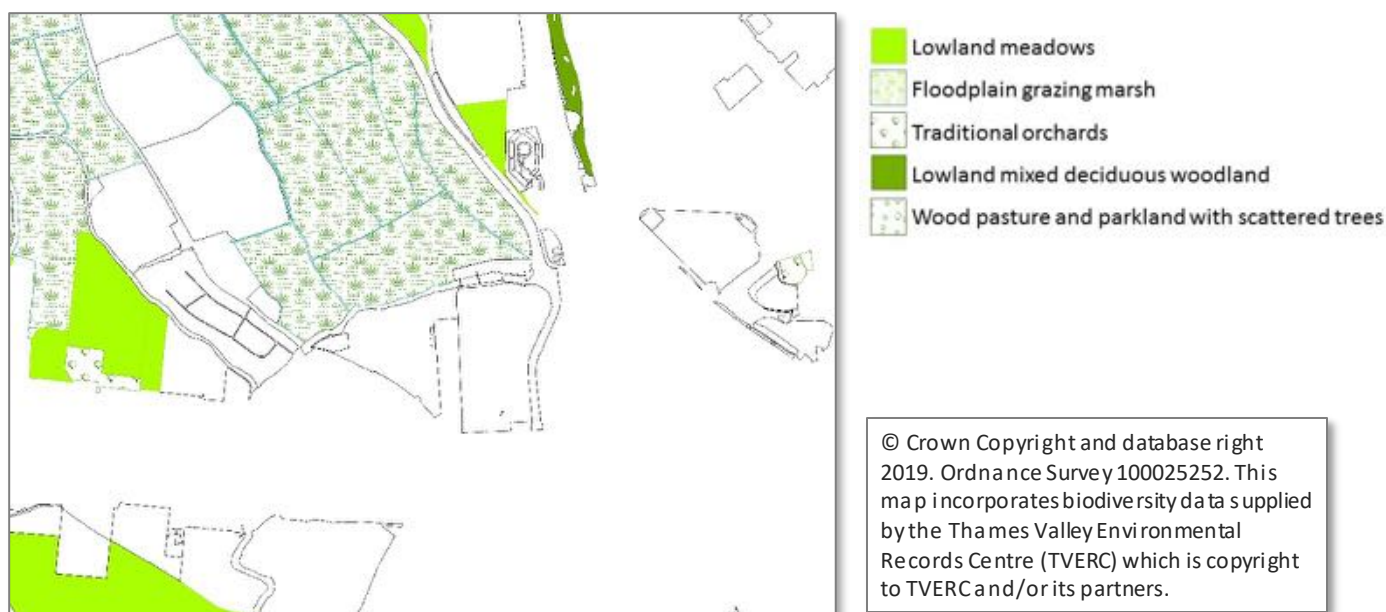 Lowland meadows
Floodplain grazing marsh
Traditional orchards
Lowland mixed deciduous woodland
Wood pasture and parkland with scattered trees
© Crown Copyright and database right
2019. Ordnance Survey 100025252. This
map incorporates biodiversity data supplied
by the Thames Valley Environmental
Records Centre (TVERC) which is copyright
to TVERC and/or its partners.